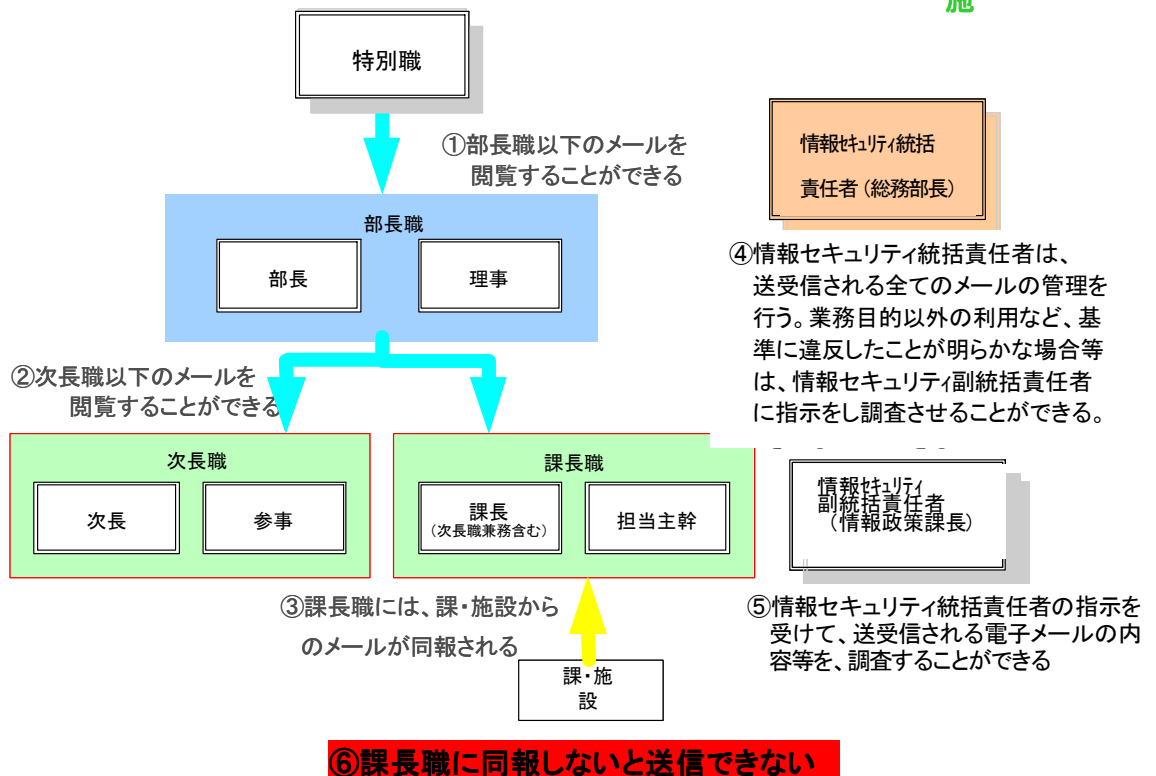 施
特別職
①部長職以下のメールを
閲覧することができる
部長職
部長
理事
②次長職以下のメールを
閲覧することができる
次長職
次長
参事
課長職
課長
(次長職兼務含む)
担当主幹
③課長職には、課・施設から
のメールが同報される
課・施
設
情報セキュリティ統括
責任者(総務部長)
④情報セキュリティ統括責任者は、
送受信される全てのメールの管理を
行う。業務目的以外の利用など、基
準に違反したことが明らかな場合等
は、情報セキュリティ副統括責任者
に指示をし調査させることができる。
情報セキュリティ
副統括責任者
(情報政策課長)
⑤情報セキュリティ統括責任者の指示を
受けて、送受信される電子メールの内
容等を、調査することができる
⑥課長職に同報しないと送信できない